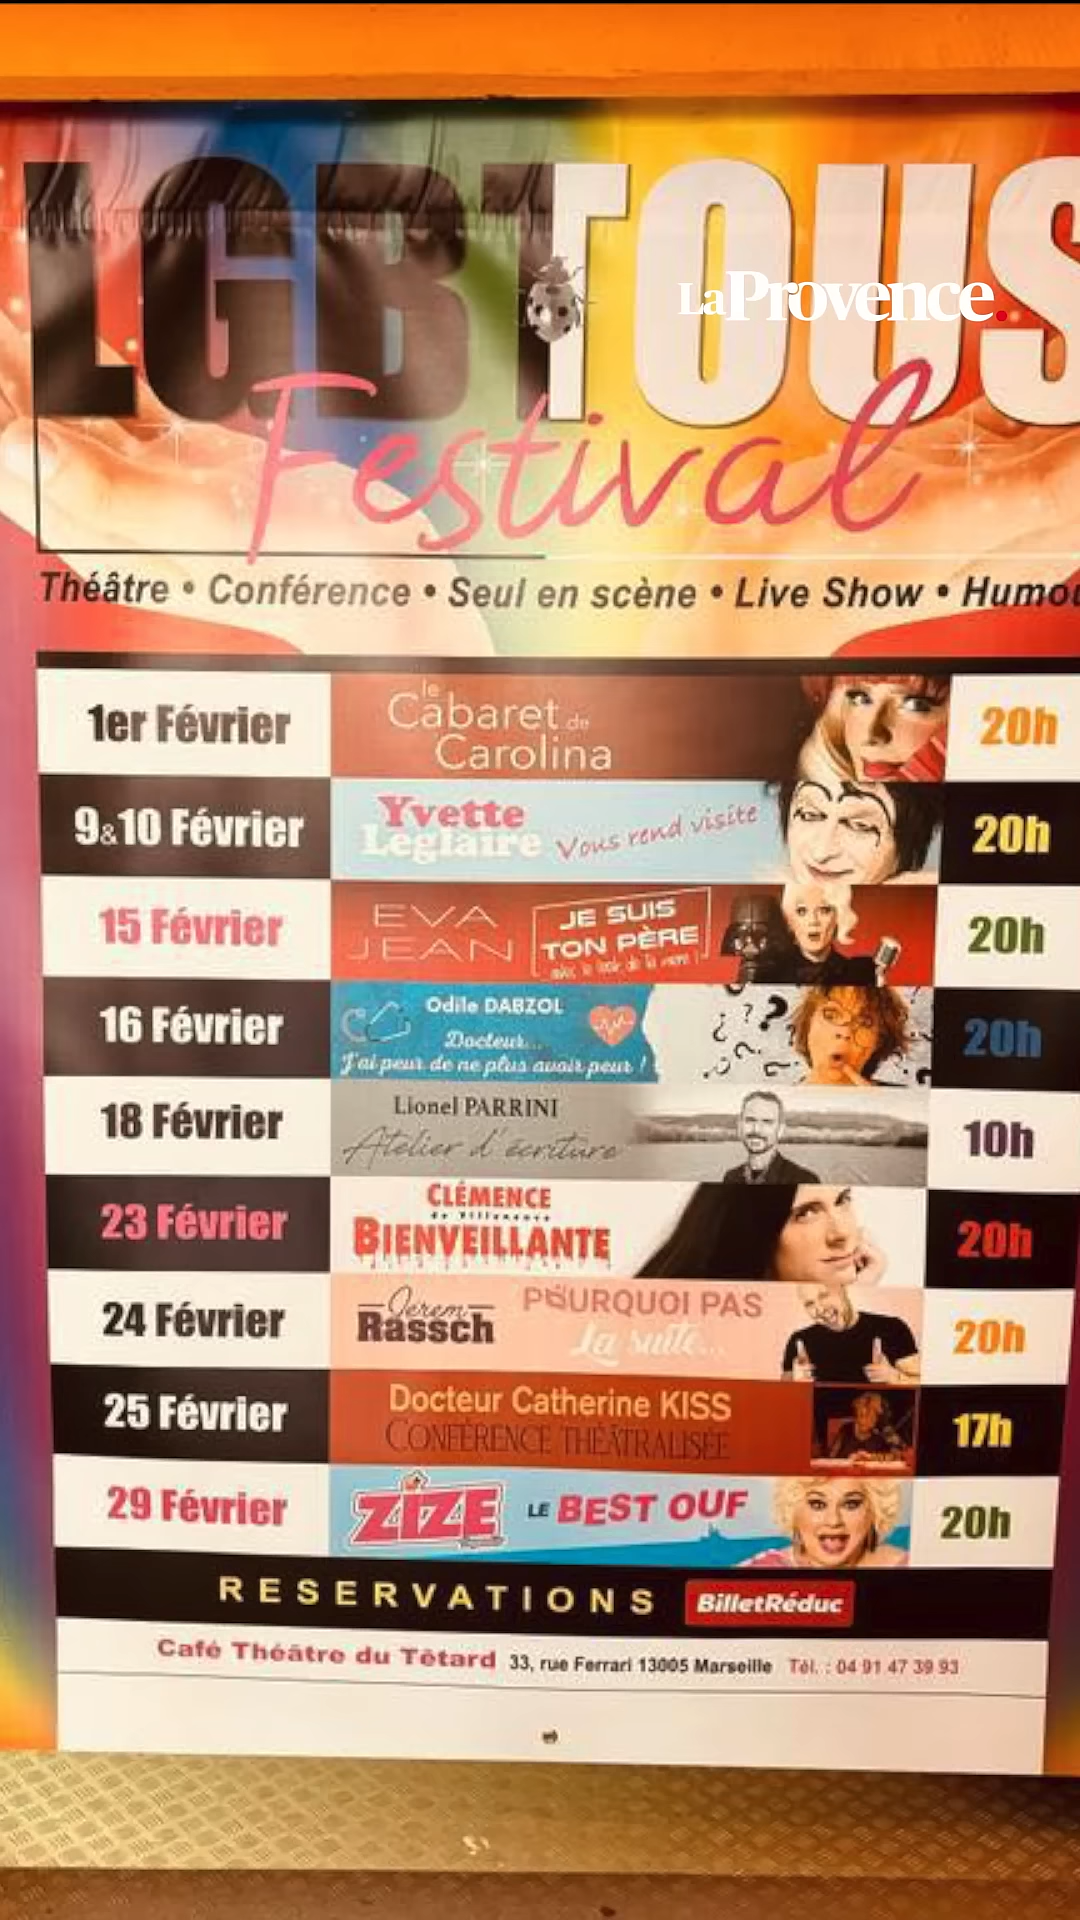 LGBTOUS
LaProvence.
Festival
Théâtre • Conférence • Seul en scène • Live Show • Humou
1er Février
le
Cabaret de
Carolina
20h
9&10 Février
Yvette
Leglaire
Vous rend visite
20h
15 Février
EVA
JEAN
JE SUIS
TON PÈRE
20h
16 Février
Odile DABZOL
Docteur...
J'ai peur de ne plus avoir peur !
20h
18 Février
Lionel PARRINI
Atelier d'écriture
10h
23 Février
CLÉMENCE
de Villeneuve
BIENVEILLANTE
20h
24 Février
Jerem
Rassch
POURQUOI PAS
La suite...
20h
25 Février
Docteur Catherine KISS
CONFÉRENCE THÉÂTRALISÉE
17h
29 Février
ZIZE
LE BEST OUF
20h
RESERVATIONS BilletRéduc
Café Théâtre du Têtard 33, rue Ferrari 13005 Marseille Tél. : 04 91 47 39 93